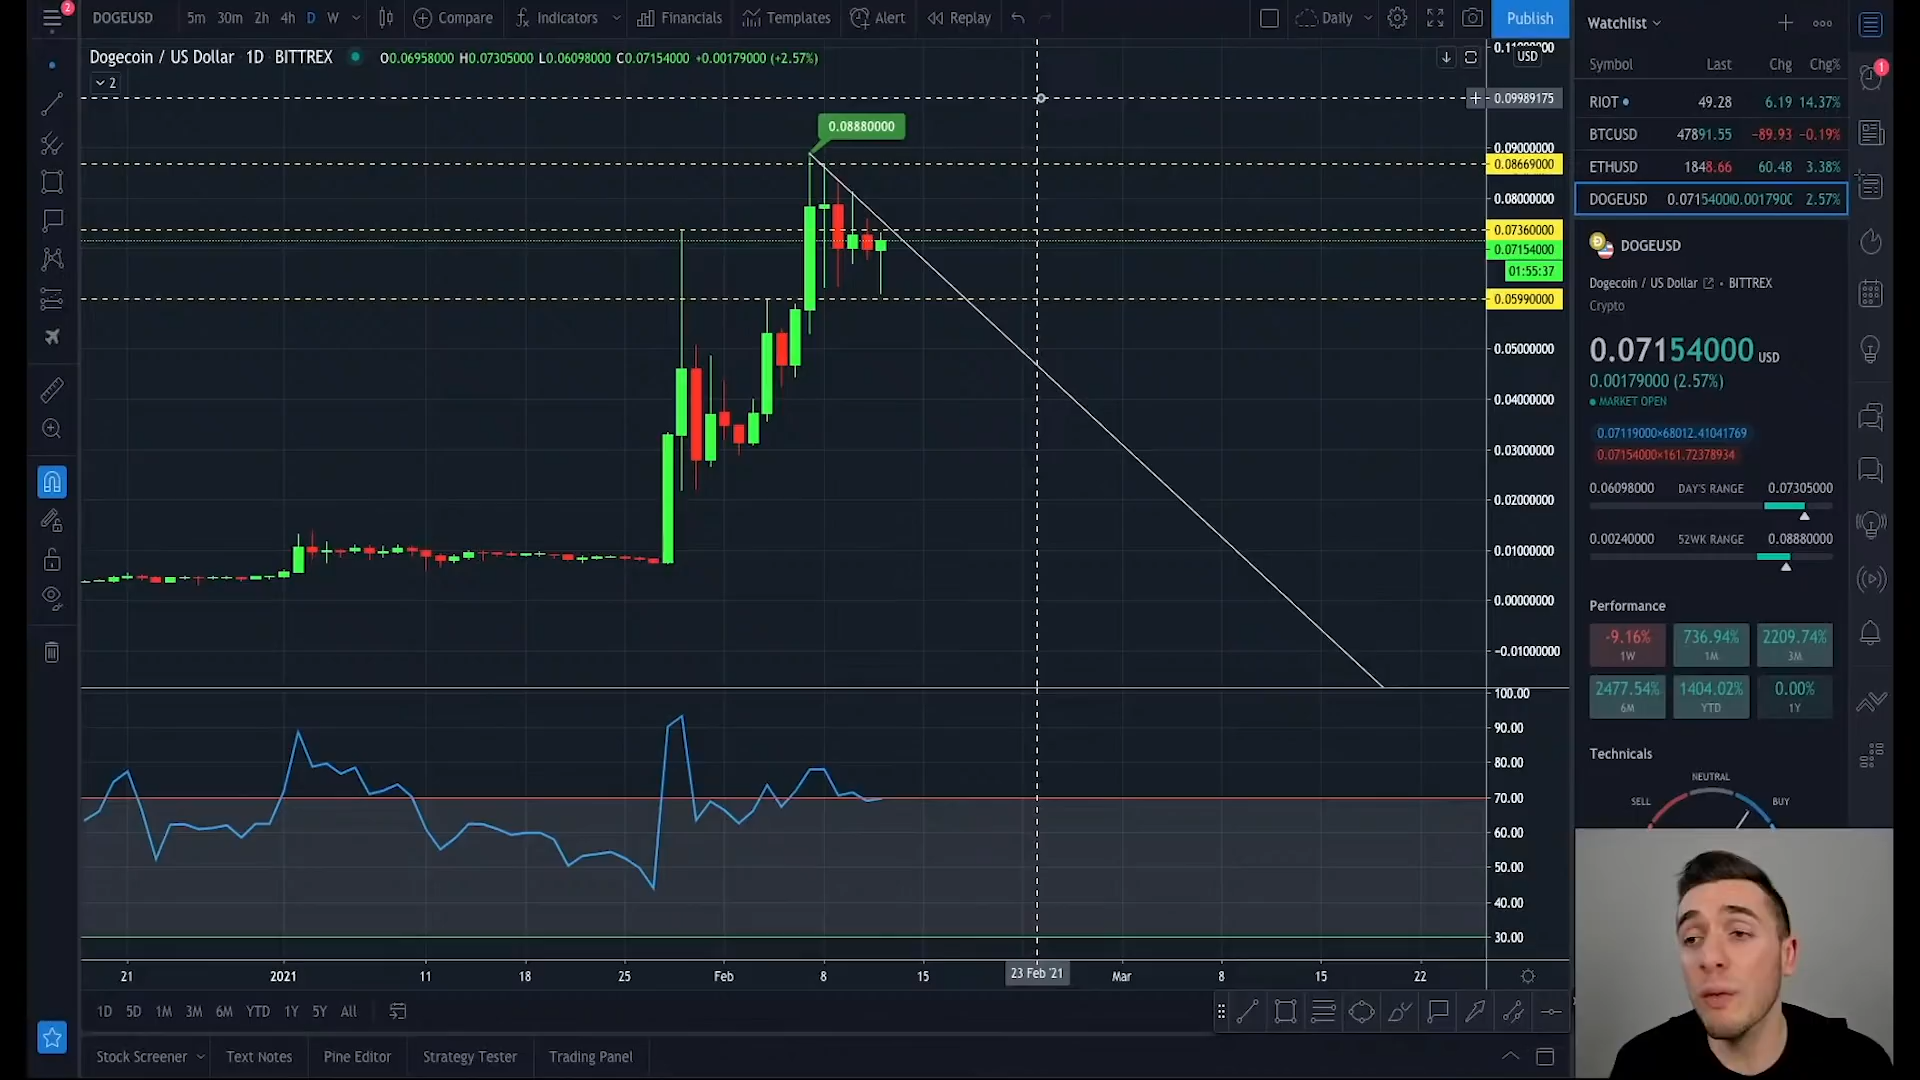 2
DOGEUSD 5m 30m 2h 4h D W Compare Indicators Financials Templates Alert Replay Daily Publish
Dogecoin / US Dollar 1D BITTREX O0.06958000 H0.07305000 L0.06098000 C0.07154000 +0.00179000 (+2.57%)
2
USD
0.09989175
0.08880000
0.09000000
0.08669000
0.08000000
0.07360000
0.07154000
01:55:37
0.05990000
0.05000000
0.04000000
0.03000000
0.02000000
0.01000000
0.00000000
-0.01000000
100.00
90.00
80.00
70.00
60.00
50.00
40.00
30.00
21 2021 11 18 25 Feb 8 15 23 Feb '21 Mar 8 15 22
1D 5D 1M 3M 6M YTD 1Y 5Y All
Stock Screener Text Notes Pine Editor Strategy Tester Trading Panel
Watchlist
1
Symbol Last Chg Chg%
RIOT 49.28 6.19 14.37%
BTCUSD 47891.55 -89.93 -0.19%
ETHUSD 1848.66 60.48 3.38%
DOGEUSD 0.07154000 0.00179000 2.57%
DOGEUSD
Dogecoin / US Dollar • BITTREX
Crypto
0.07154000 USD
0.00179000 (2.57%)
MARKET OPEN
0.07119000×68012.41041769
0.07154000×161.72378934
0.06098000 DAY'S RANGE 0.07305000
0.00240000 52WK RANGE 0.08880000
Performance
-9.16% 736.94% 2209.74%
1W 1M 3M
2477.54% 1404.02% 0.00%
6M YTD 1Y
Technicals
NEUTRAL
SELL BUY